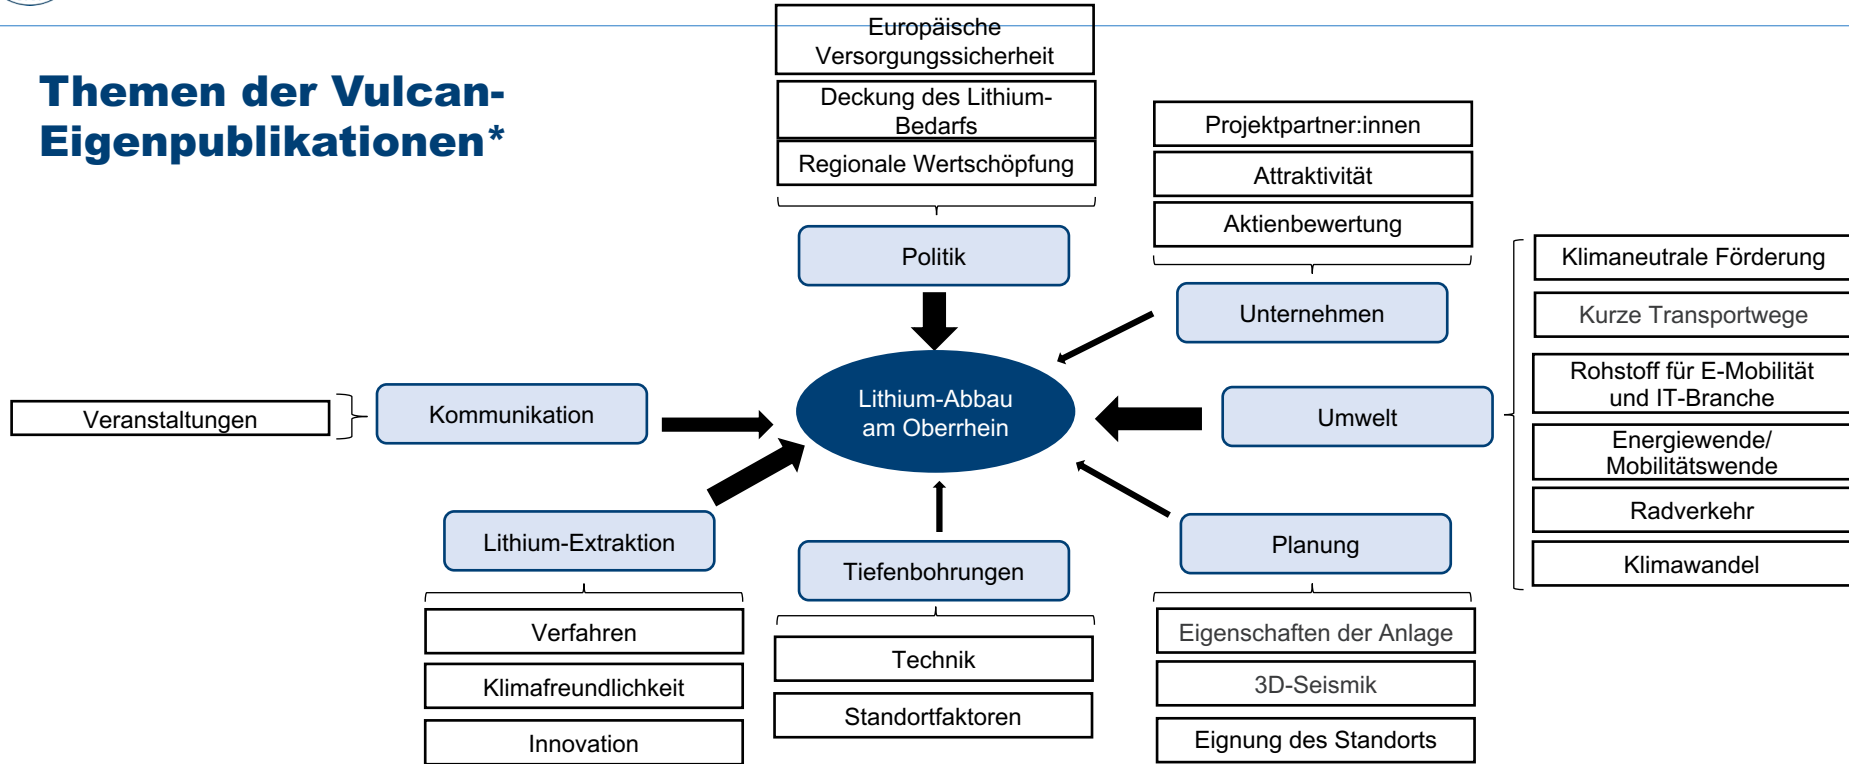 Themen der Vulcan-
Eigenpublikationen*
Europäische
Versorgungssicherheit
Deckung des Lithium-
Bedarfs
Regionale Wertschöpfung
Politik
Projektpartner:innen
Attraktivität
Aktienbewertung
Unternehmen
Klimaneutrale Förderung
Kurze Transportwege
Rohstoff für E-Mobilität
und IT-Branche
Energiewende/
Mobilitätswende
Radverkehr
Klimawandel
Umwelt
Veranstaltungen
Kommunikation
Lithium-Abbau
am Oberrhein
Lithium-Extraktion
Verfahren
Klimafreundlichkeit
Innovation
Tiefenbohrungen
Technik
Standortfaktoren
Planung
Eigenschaften der Anlage
3D-Seismik
Eignung des Standorts